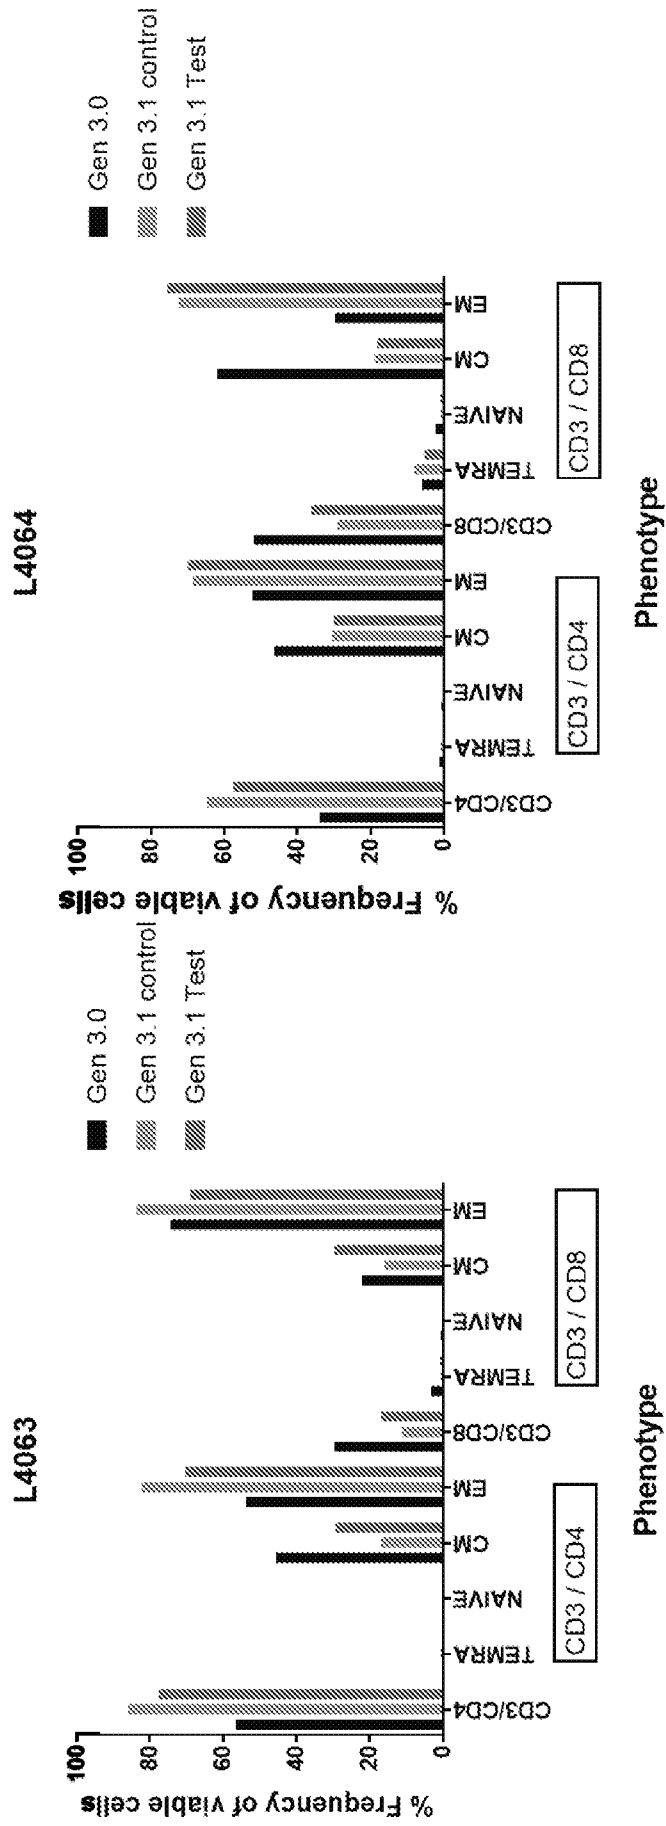 L4063
Gen 3.0
Gen 3.1 control
Gen 3.1 Test
% Frequency of viable cells
100
80
60
40
20
0
CD3/CD4
TEMRA
NAIVE
CM
EM
CD3/CD8
TEMRA
NAIVE
CM
EM
CD3 / CD4
CD3 / CD8
Phenotype
L4064
Gen 3.0
Gen 3.1 control
Gen 3.1 Test
% Frequency of viable cells
100
80
60
40
20
0
CD3/CD4
TEMRA
NAIVE
CM
EM
CD3/CD8
TEMRA
NAIVE
CM
EM
CD3 / CD4
CD3 / CD8
Phenotype